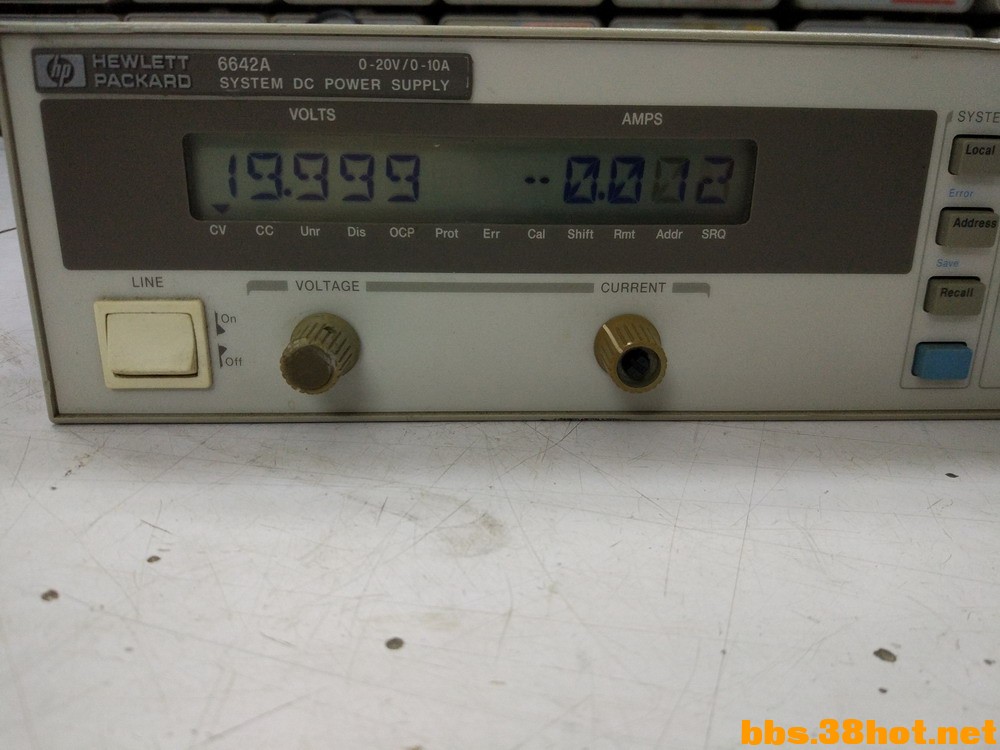 hp HEWLETT PACKARD 6642A 0-20V/0-10A
SYSTEM DC POWER SUPPLY
VOLTS AMPS
19.999 -0.012
CV CC Unr Dis OCP Prot Err Cal Shift Rmt Addr SRQ
LINE
On
Off
VOLTAGE CURRENT
SYSTE
Local
Error
Address
Save
Recall
bbs.38hot.net